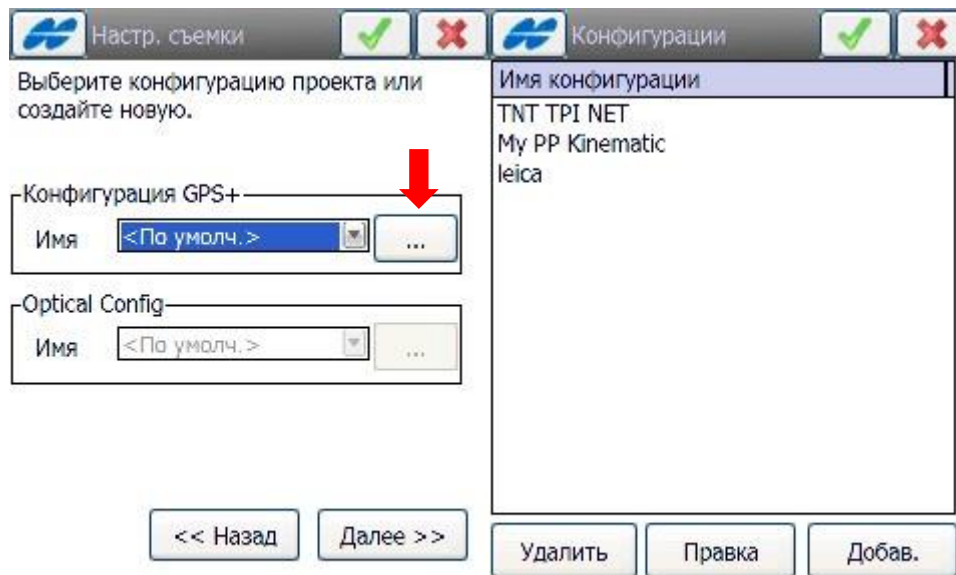 Настр. съемки
Выберите конфигурацию проекта или
создайте новую.
Конфигурация GPS+
Имя <По умолч.> ...
Optical Config
Имя <По умолч.> ...
<< Назад Далее >>
Конфигурации
Имя конфигурации
TNT TPI NET
My PP Kinematic
leica
Удалить Правка Добав.